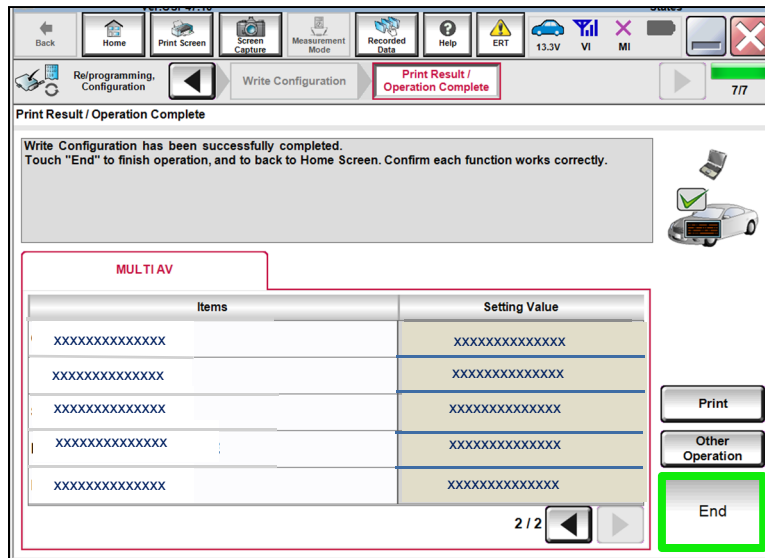 Back
Home
Print Screen
Screen
Capture
Measurement
Mode
Recorded
Data
Help
ERT
13.3V
VI
MI
Re/programming,
Configuration
Write Configuration
Print Result /
Operation Complete
7/7
Print Result / Operation Complete
Write Configuration has been successfully completed.
Touch "End" to finish operation, and to back to Home Screen. Confirm each function works correctly.
MULTI AV
Items Setting Value
XXXXXXXXXXXXXX XXXXXXXXXXXXXX
XXXXXXXXXXXXXX XXXXXXXXXXXXXX
XXXXXXXXXXXXXX XXXXXXXXXXXXXX
XXXXXXXXXXXXXX XXXXXXXXXXXXXX
XXXXXXXXXXXXXX XXXXXXXXXXXXXX
Print
Other
Operation
End
2 / 2